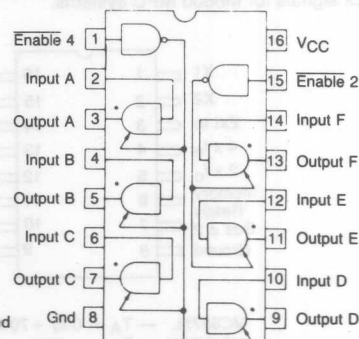 Enable 4 1
Input A 2
Output A 3
Input B 4
Output B 5
Input C 6
Output C 7
Gnd 8
16 VCC
15 Enable 2
14 Input F
13 Output F
12 Input E
11 Output E
10 Input D
9 Output D